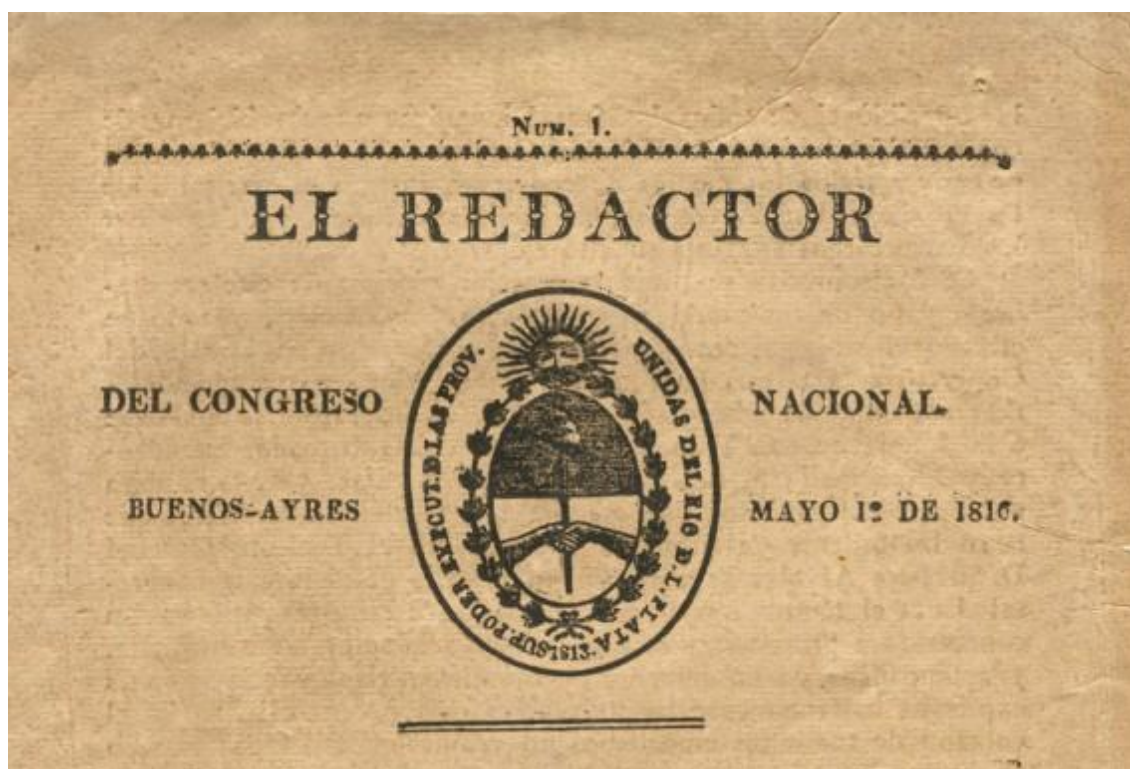 Num. 1.
EL REDACTOR
DEL CONGRESO NACIONAL.
BUENOS-AYRES MAYO 1º DE 1816.
SUP. PODER EXECUT. D. LAS PROV. UNIDAS DEL RIO D. L. PLATA. 1813.